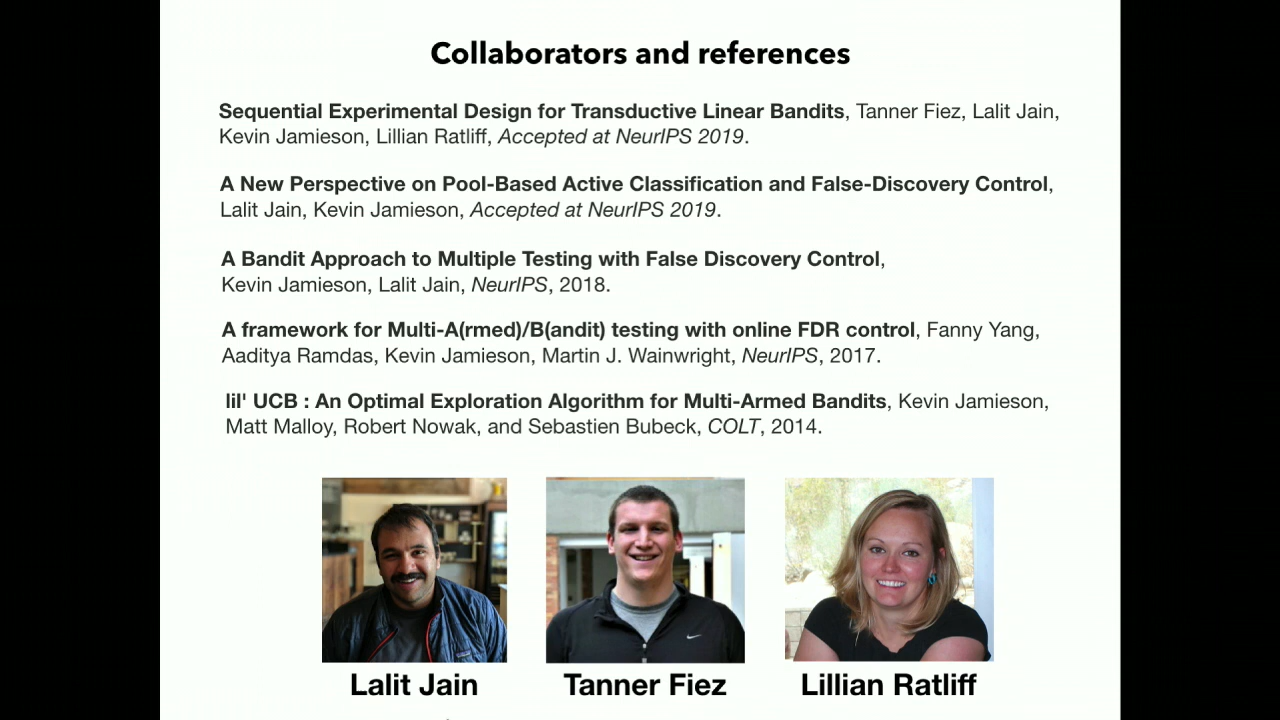 Collaborators and references
Sequential Experimental Design for Transductive Linear Bandits, Tanner Fiez, Lalit Jain,
Kevin Jamieson, Lillian Ratliff, Accepted at NeurIPS 2019.
A New Perspective on Pool-Based Active Classification and False-Discovery Control,
Lalit Jain, Kevin Jamieson, Accepted at NeurIPS 2019.
A Bandit Approach to Multiple Testing with False Discovery Control,
Kevin Jamieson, Lalit Jain, NeurIPS, 2018.
A framework for Multi-A(rmed)/B(andit) testing with online FDR control, Fanny Yang,
Aaditya Ramdas, Kevin Jamieson, Martin J. Wainwright, NeurIPS, 2017.
lil' UCB : An Optimal Exploration Algorithm for Multi-Armed Bandits, Kevin Jamieson,
Matt Malloy, Robert Nowak, and Sebastien Bubeck, COLT, 2014.
Lalit Jain Tanner Fiez Lillian Ratliff